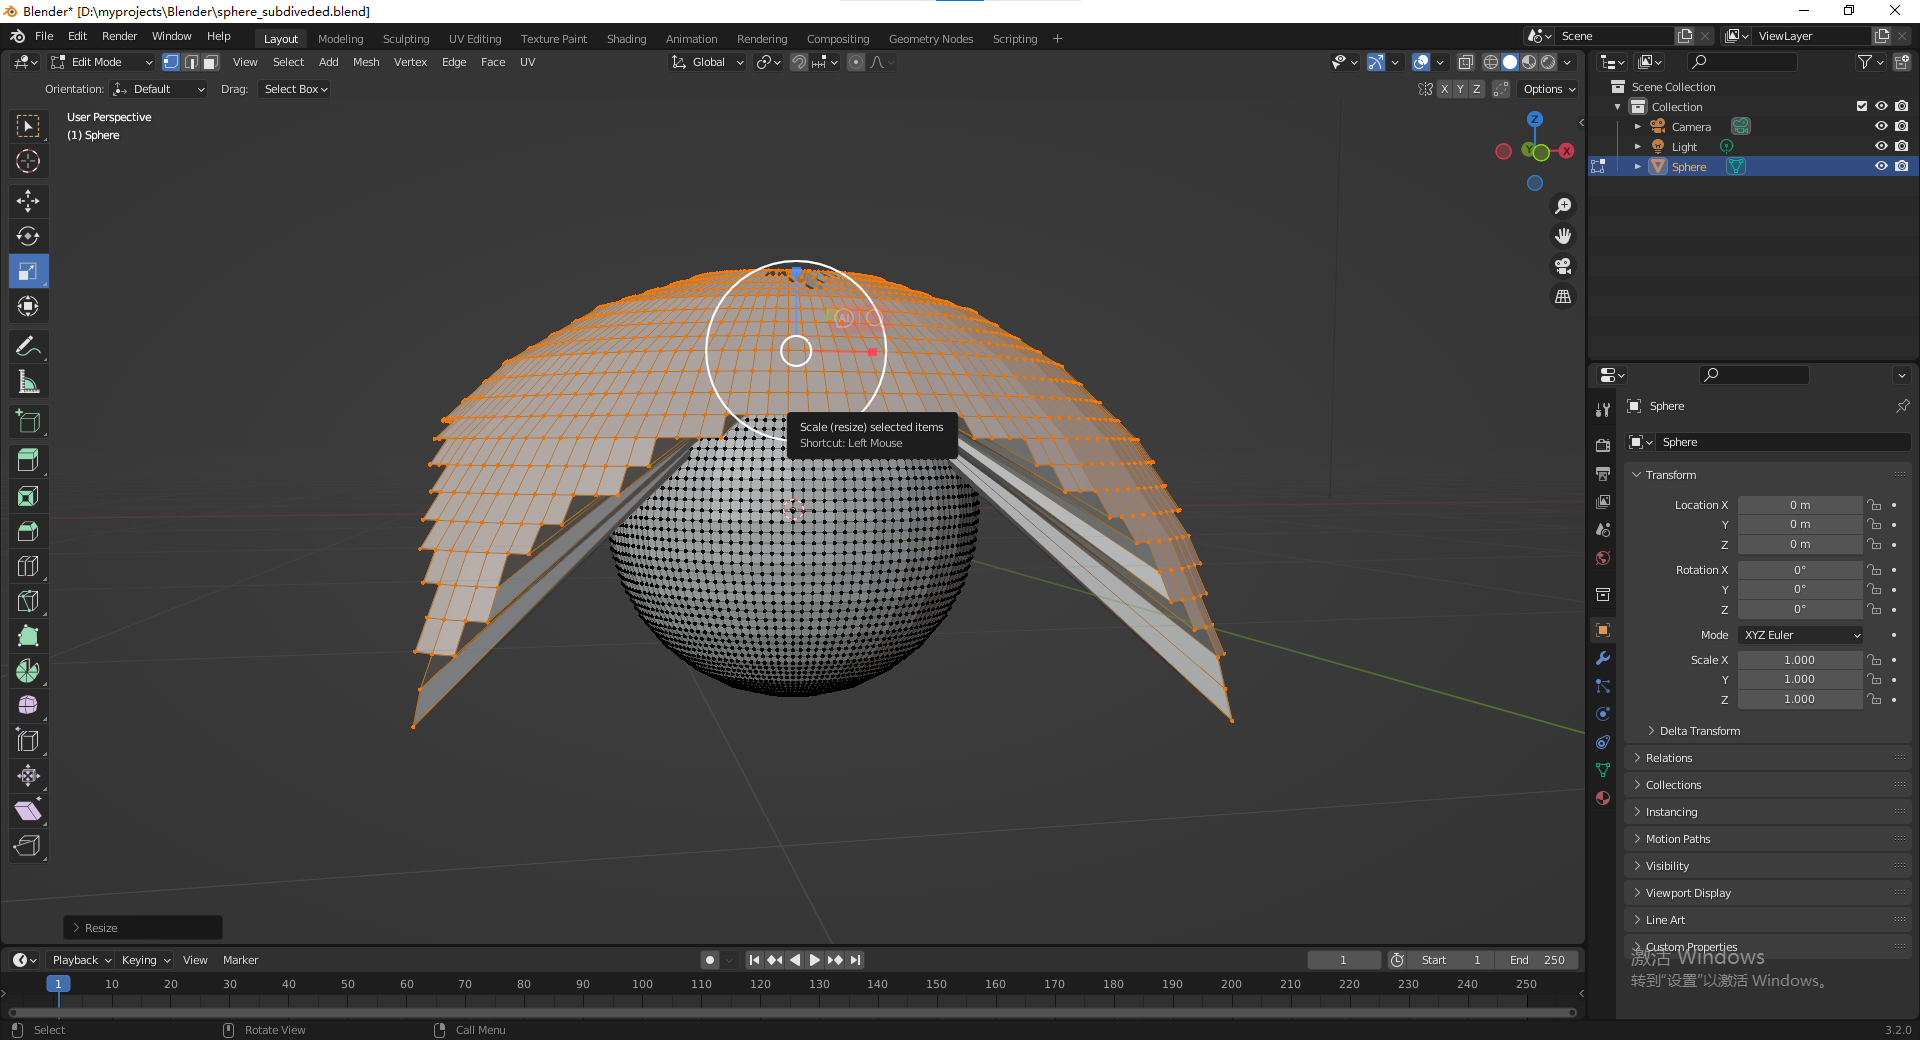 Blender* [D:\myprojects\Blender\sphere_subdiveded.blend]
File Edit Render Window Help Layout Modeling Sculpting UV Editing Texture Paint Shading Animation Rendering Compositing Geometry Nodes Scripting + Scene ViewLayer
Edit Mode View Select Add Mesh Vertex Edge Face UV Global
Orientation: Default Drag: Select Box X Y Z Options
User Perspective
(1) Sphere
Z
Y
X
Scale (resize) selected items
Shortcut: Left Mouse
Resize
Scene Collection
Collection
Camera
Light
Sphere
Sphere
Sphere
Transform
Location X 0 m
Y 0 m
Z 0 m
Rotation X 0°
Y 0°
Z 0°
Mode XYZ Euler
Scale X 1.000
Y 1.000
Z 1.000
Delta Transform
Relations
Collections
Instancing
Motion Paths
Visibility
Viewport Display
Line Art
Custom Properties
激活 Windows
转到“设置”以激活 Windows。
Playback Keying View Marker 1 Start 1 End 250
1 10 20 30 40 50 60 70 80 90 100 110 120 130 140 150 160 170 180 190 200 210 220 230 240 250
Select Rotate View Call Menu 3.2.0